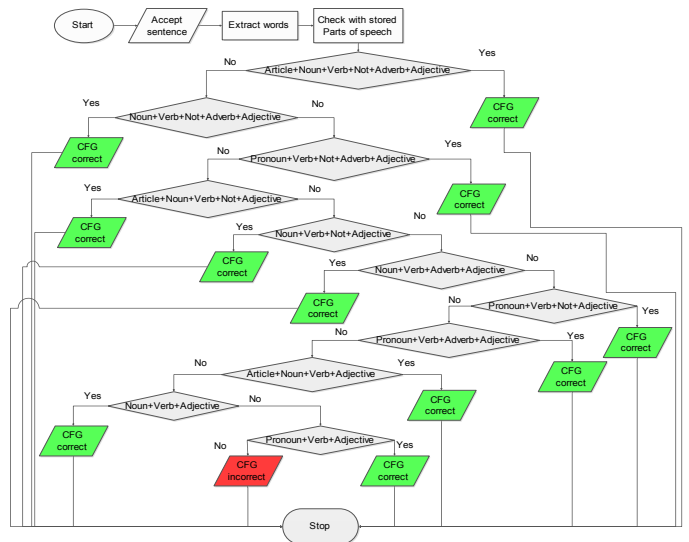 Start
Accept
sentence
Extract words
Check with stored
Parts of speech
No
Yes
Article+Noun+Verb+Not+Adverb+Adjective
Yes
No
CFG
correct
Noun+Verb+Not+Adverb+Adjective
CFG
correct
No
Yes
Pronoun+Verb+Not+Adverb+Adjective
Yes
No
CFG
correct
Article+Noun+Verb+Not+Adjective
No
CFG
correct
Yes
Noun+Verb+Not+Adjective
CFG
correct
Yes
No
Noun+Verb+Adverb+Adjective
CFG
correct
No
Pronoun+Verb+Not+Adjective
Yes
CFG
correct
No
Yes
Pronoun+Verb+Adverb+Adjective
No
Yes
CFG
correct
Article+Noun+Verb+Adjective
Yes
No
CFG
correct
Noun+Verb+Adjective
CFG
correct
No
Pronoun+Verb+Adjective
Yes
CFG
incorrect
CFG
correct
Stop